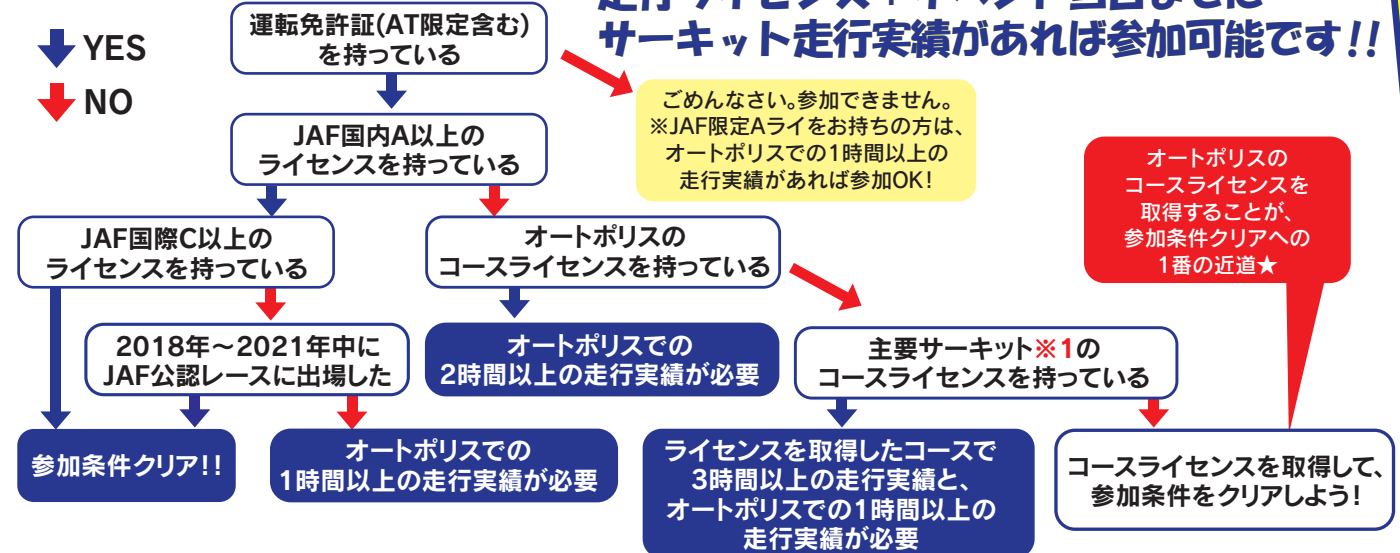 サーキット走行実績があれば参加可能です!!
YES
NO
運転免許証(AT限定含む)
を持っている
ごめんなさい。参加できません。
※JAF限定Aライをお持ちの方は、
オートポリスでの1時間以上の
走行実績があれば参加OK!
JAF国内A以上の
ライセンスを持っている
オートポリスの
コースライセンスを
取得することが、
参加条件クリアへの
1番の近道★
JAF国際C以上の
ライセンスを持っている
オートポリスの
コースライセンスを持っている
2018年～2021年中に
JAF公認レースに出場した
オートポリスでの
2時間以上の走行実績が必要
主要サーキット※1の
コースライセンスを持っている
参加条件クリア!!
オートポリスでの
1時間以上の走行実績が必要
ライセンスを取得したコースで
3時間以上の走行実績と、
オートポリスでの1時間以上の
走行実績が必要
コースライセンスを取得して、
参加条件をクリアしよう!